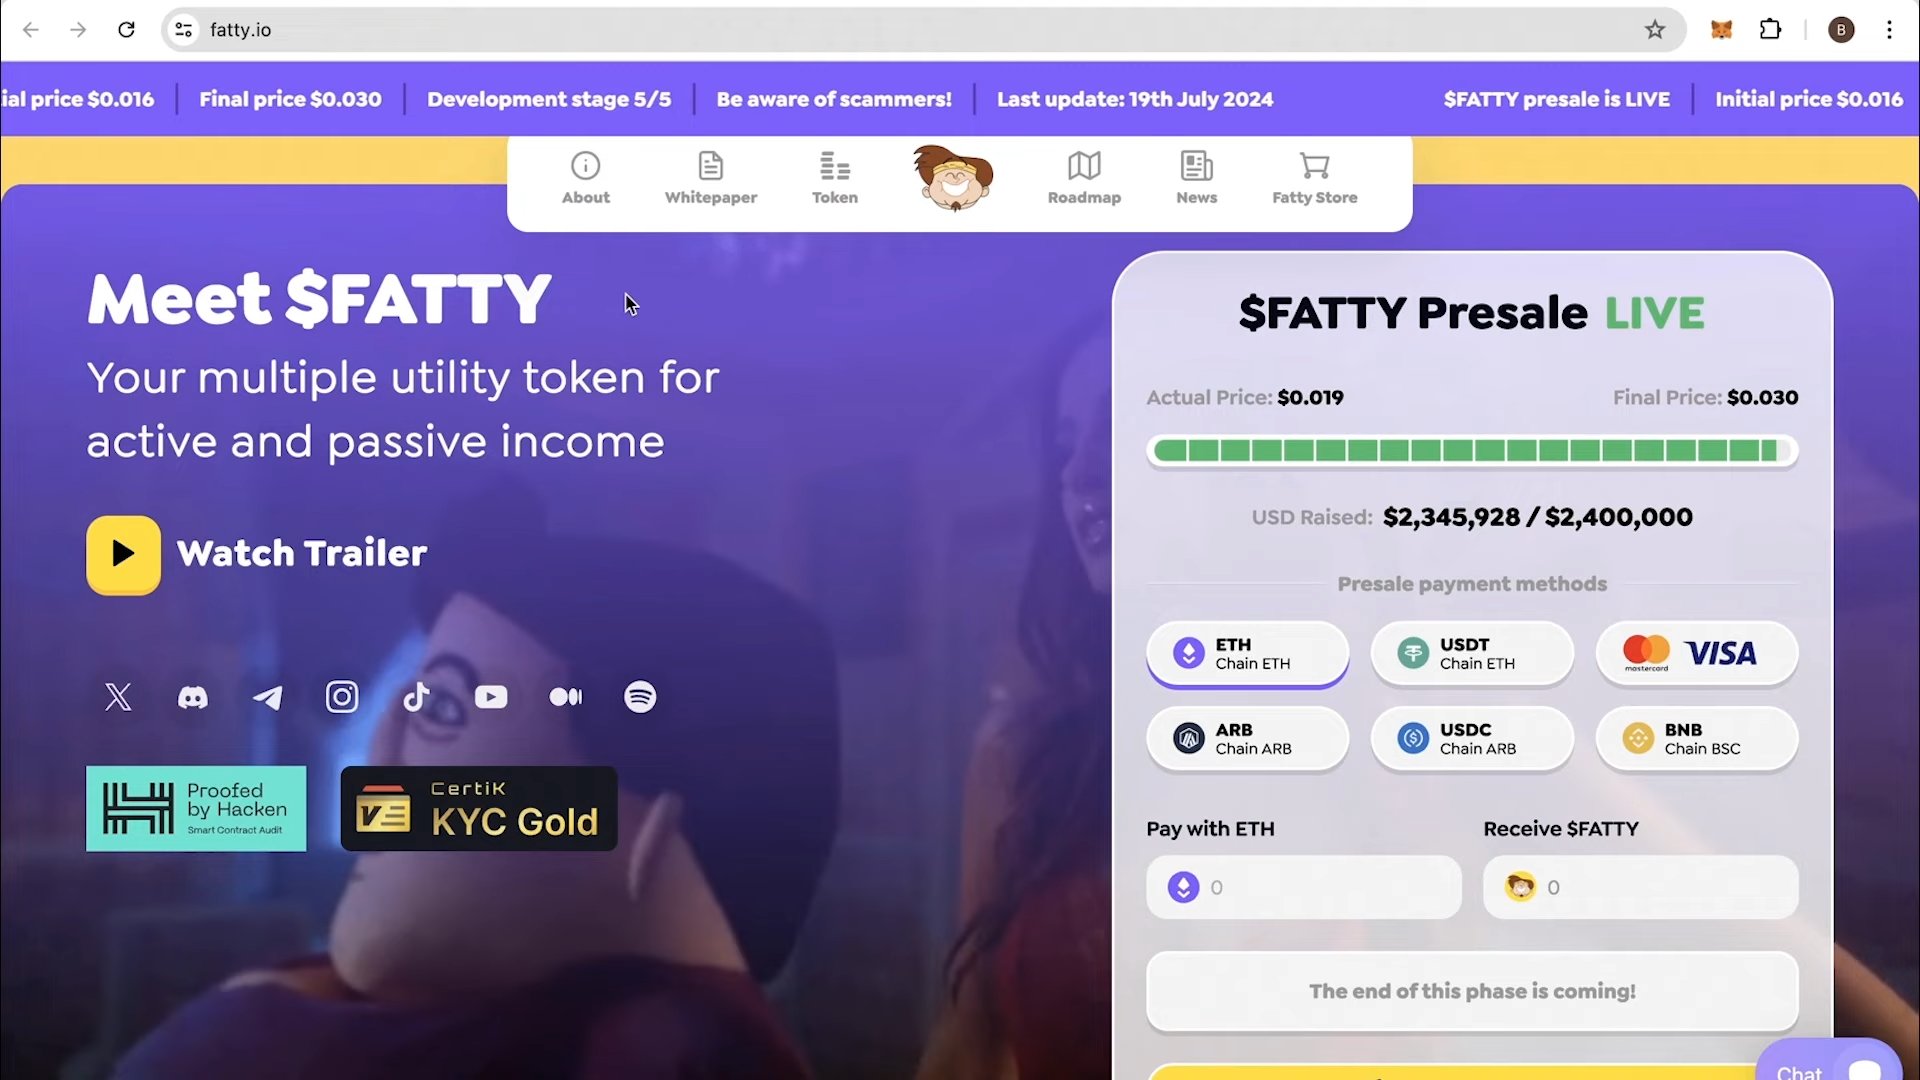 fatty.io
B
ial price $0.016
Final price $0.030
Development stage 5/5
Be aware of scammers!
Last update: 19th July 2024
$FATTY presale is LIVE
Initial price $0.016
About
Whitepaper
Token
Roadmap
News
Fatty Store
Meet $FATTY
Your multiple utility token for
active and passive income
Watch Trailer
Proofed
by Hacken
Smart Contract Audit
CertiK
KYC Gold
$FATTY Presale LIVE
Actual Price: $0.019
Final Price: $0.030
USD Raised: $2,345,928 / $2,400,000
Presale payment methods
ETH
Chain ETH
USDT
Chain ETH
mastercard
VISA
ARB
Chain ARB
USDC
Chain ARB
BNB
Chain BSC
Pay with ETH
Receive $FATTY
0
0
The end of this phase is coming!
Chat